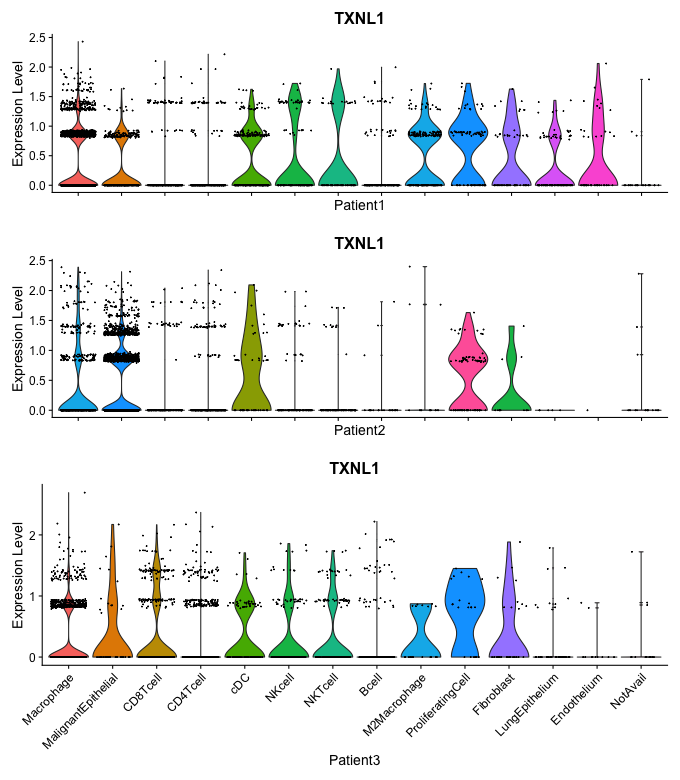 TXNL1
Expression Level
2.5
2.0
1.5
1.0
0.5
0.0
Patient1
TXNL1
Expression Level
2.5
2.0
1.5
1.0
0.5
0.0
Patient2
TXNL1
Expression Level
2
1
0
Macrophage
MalignantEpithelial
CD8Tcell
CD4Tcell
cDC
NKcell
NKTcell
Bcell
M2Macrophage
ProliferatingCell
Fibroblast
LungEpithelium
Endothelium
NotAvail
Patient3